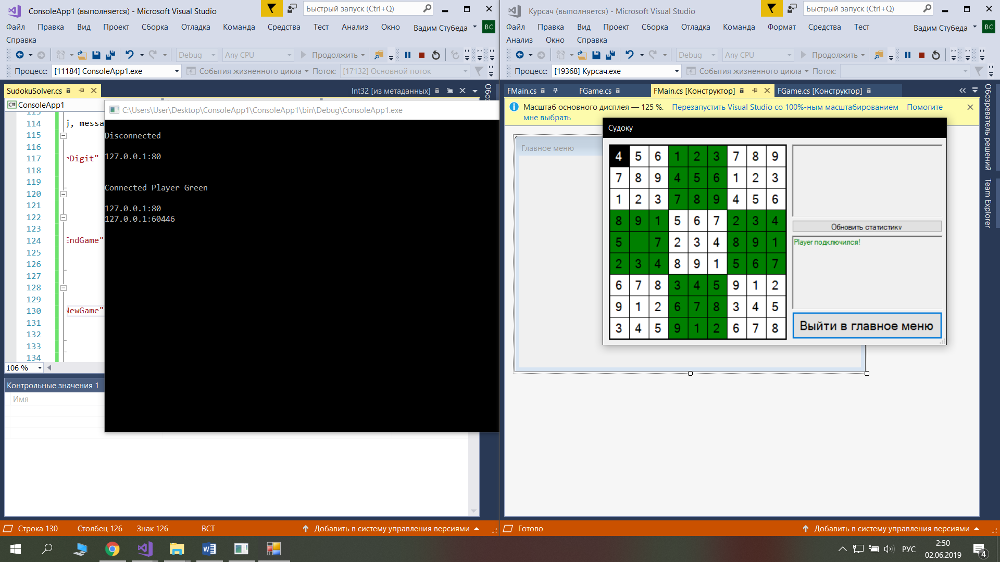 ConsoleApp1 (выполняется) - Microsoft Visual Studio
Быстрый запуск (Ctrl+Q)
Файл Правка Вид Проект Сборка Отладка Команда Средства Тест Анализ Окно Вадим Стубеда ВС
Справка
Debug Any CPU Продолжить
Процесс: [11184] ConsoleApp1.exe События жизненного цикла Поток: [17132] Основной поток
SudokuSolver.cs Int32 [из метаданных]
ConsoleApp1
113
114 j, messa
115
116
117 rDigit"
118
119
120
121
122
123
124 EndGame"
125
126
127
128
129
130 NewGame"
131
132
133
134
106 %
C:\Users\User\Desktop\ConsoleApp1\ConsoleApp1\bin\Debug\ConsoleApp1.exe
Disconnected
127.0.0.1:80
Connected Player Green
127.0.0.1:80
127.0.0.1:60446
Контрольные значения 1
Имя
Строка 130 Столбец 126 Знак 126 ВСТ Добавить в систему управления версиями
Курсач (выполняется) - Microsoft Visual Studio
Быстрый запуск (Ctrl+Q)
Файл Правка Вид Проект Сборка Отладка Команда Формат Средства Тест Вадим Стубеда ВС
Анализ Окно Справка
Debug Any CPU Продолжить
Процесс: [19368] Курсач.exe События жизненного цикла Поток:
FMain.cs FGame.cs FMain.cs [Конструктор] FGame.cs [Конструктор]
Масштаб основного дисплея — 125 %. Перезапустить Visual Studio со 100%-ным масштабированием Помогите
мне выбрать
Обозреватель решений
Team Explorer
Главное меню
Судоку
4 5 6 1 2 3 7 8 9
7 8 9 4 5 6 1 2 3
1 2 3 7 8 9 4 5 6
8 9 1 5 6 7 2 3 4
5 7 2 3 4 8 9 1
2 3 4 8 9 1 5 6 7
6 7 8 3 4 5 9 1 2
9 1 2 6 7 8 3 4 5
3 4 5 9 1 2 6 7 8
Обновить статистику
Player подключился!
Выйти в главное меню
Готово Добавить в систему управления версиями
РУС
2:50
02.06.2019
4